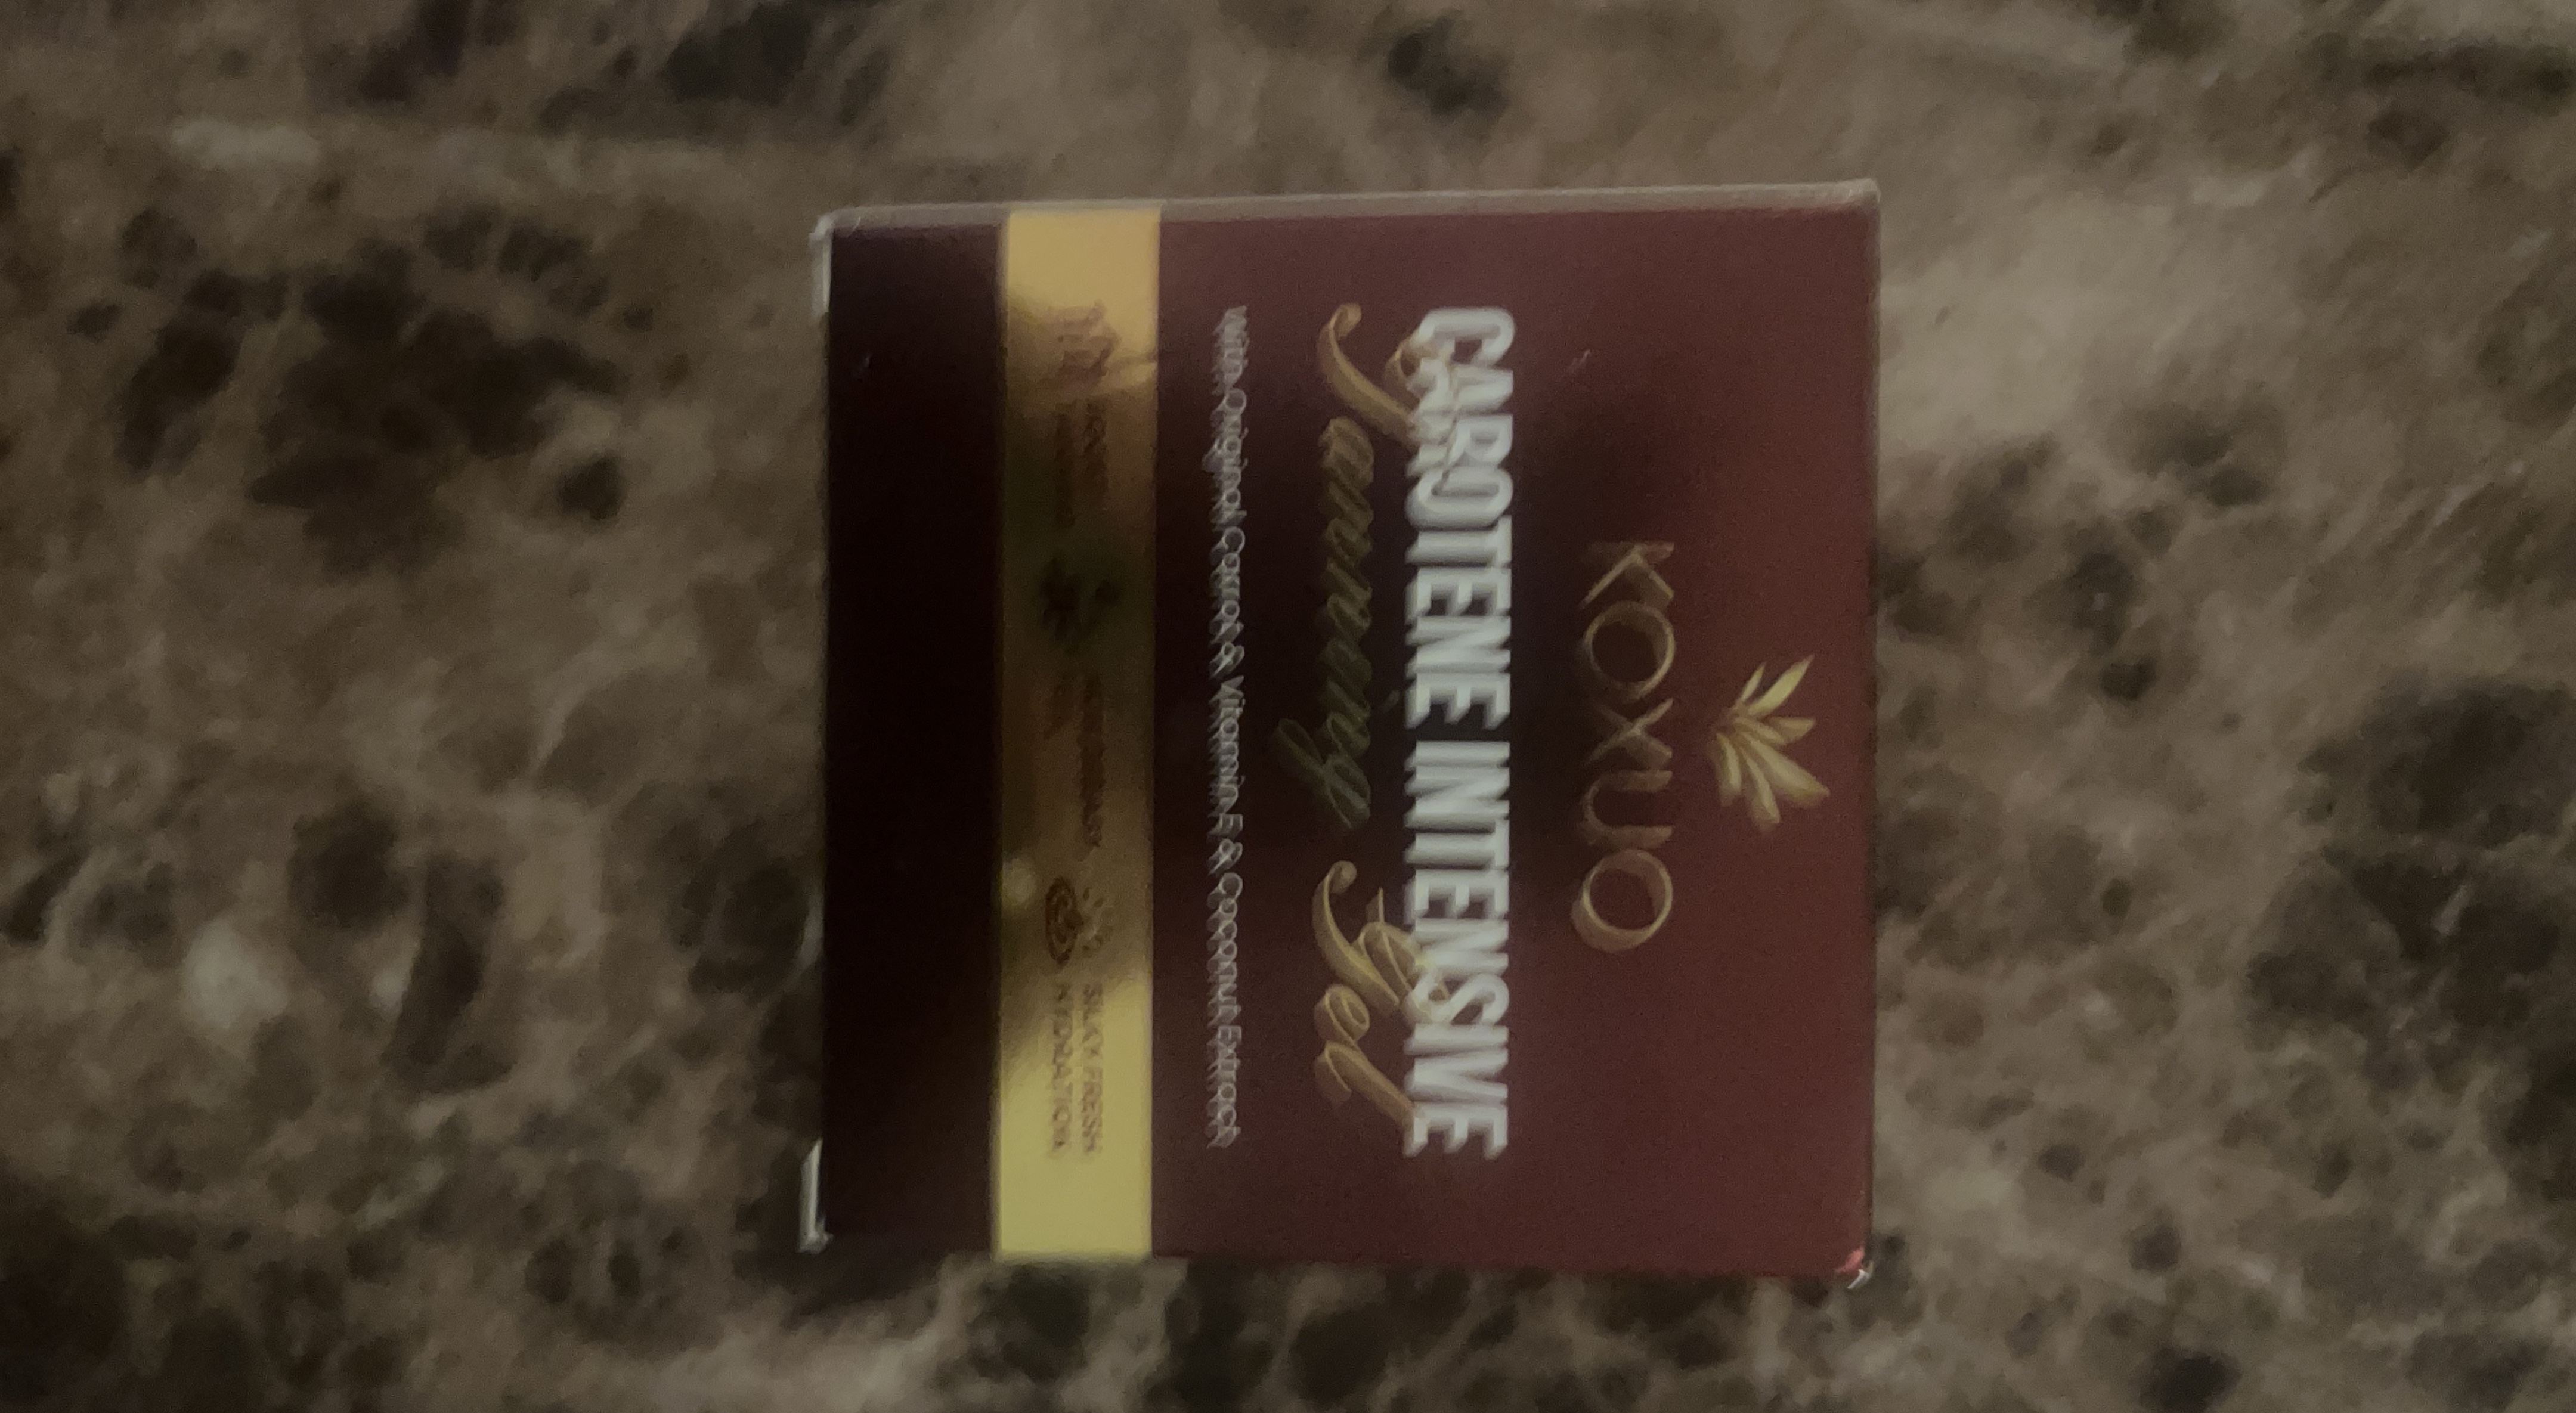 KOXUO
CAROTENE INTENSIVE
Tanning Gel
With Original Carrot & Vitamin E & Coconut Extract
SILKY FRESH
HYDRATION